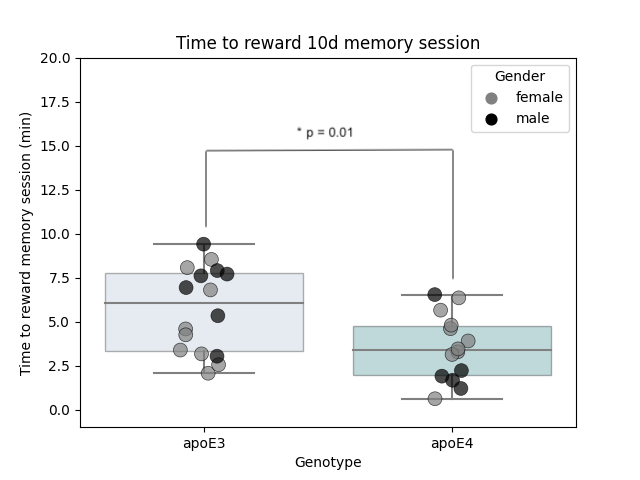 Time to reward 10d memory session
Time to reward memory session (min)
20.0
17.5
15.0
12.5
10.0
7.5
5.0
2.5
0.0
Gender
female
male
* p = 0.01
apoE3
apoE4
Genotype